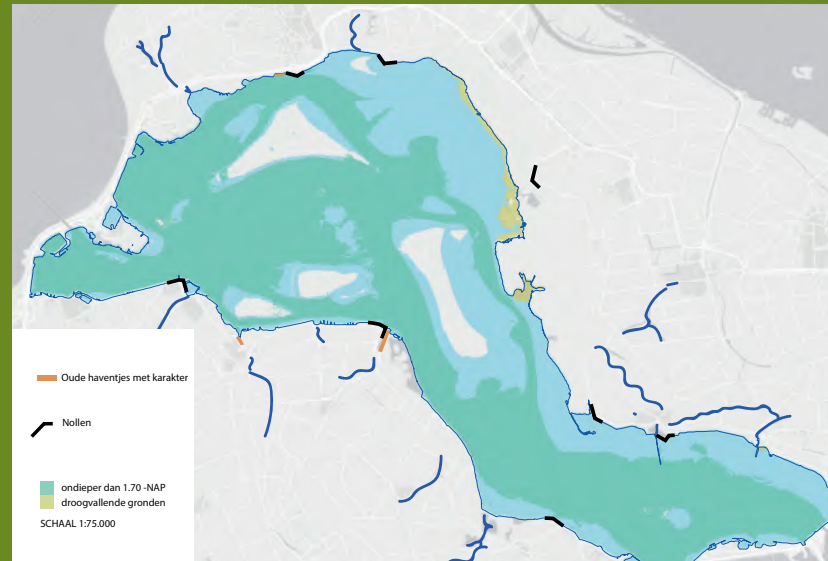 Oude haventjes met karakter
Nollen
ondieper dan 1.70 -NAP
droogvallende gronden
SCHAAL 1:75.000